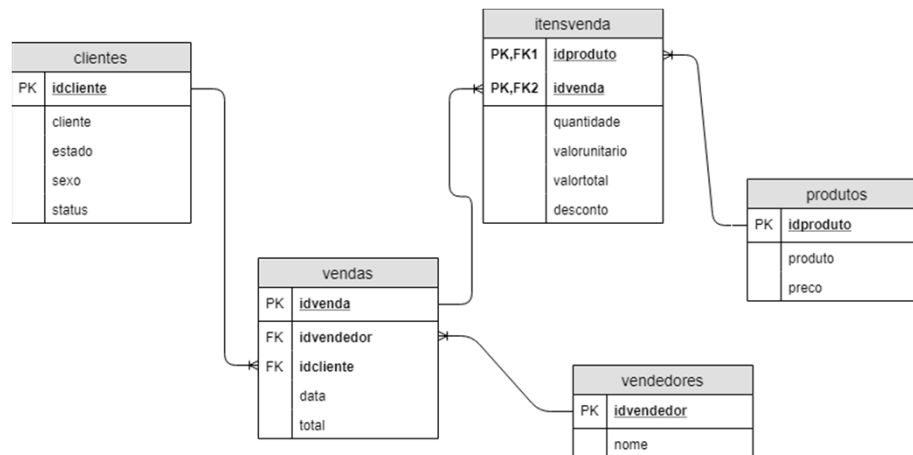 clientes
PK idcliente
cliente
estado
sexo
status
itensvenda
PK,FK1 idproduto
PK,FK2 idvenda
quantidade
valorunitario
valortotal
desconto
produtos
PK idproduto
produto
preco
vendas
PK idvenda
FK idvendedor
FK idcliente
data
total
vendedores
PK idvendedor
nome